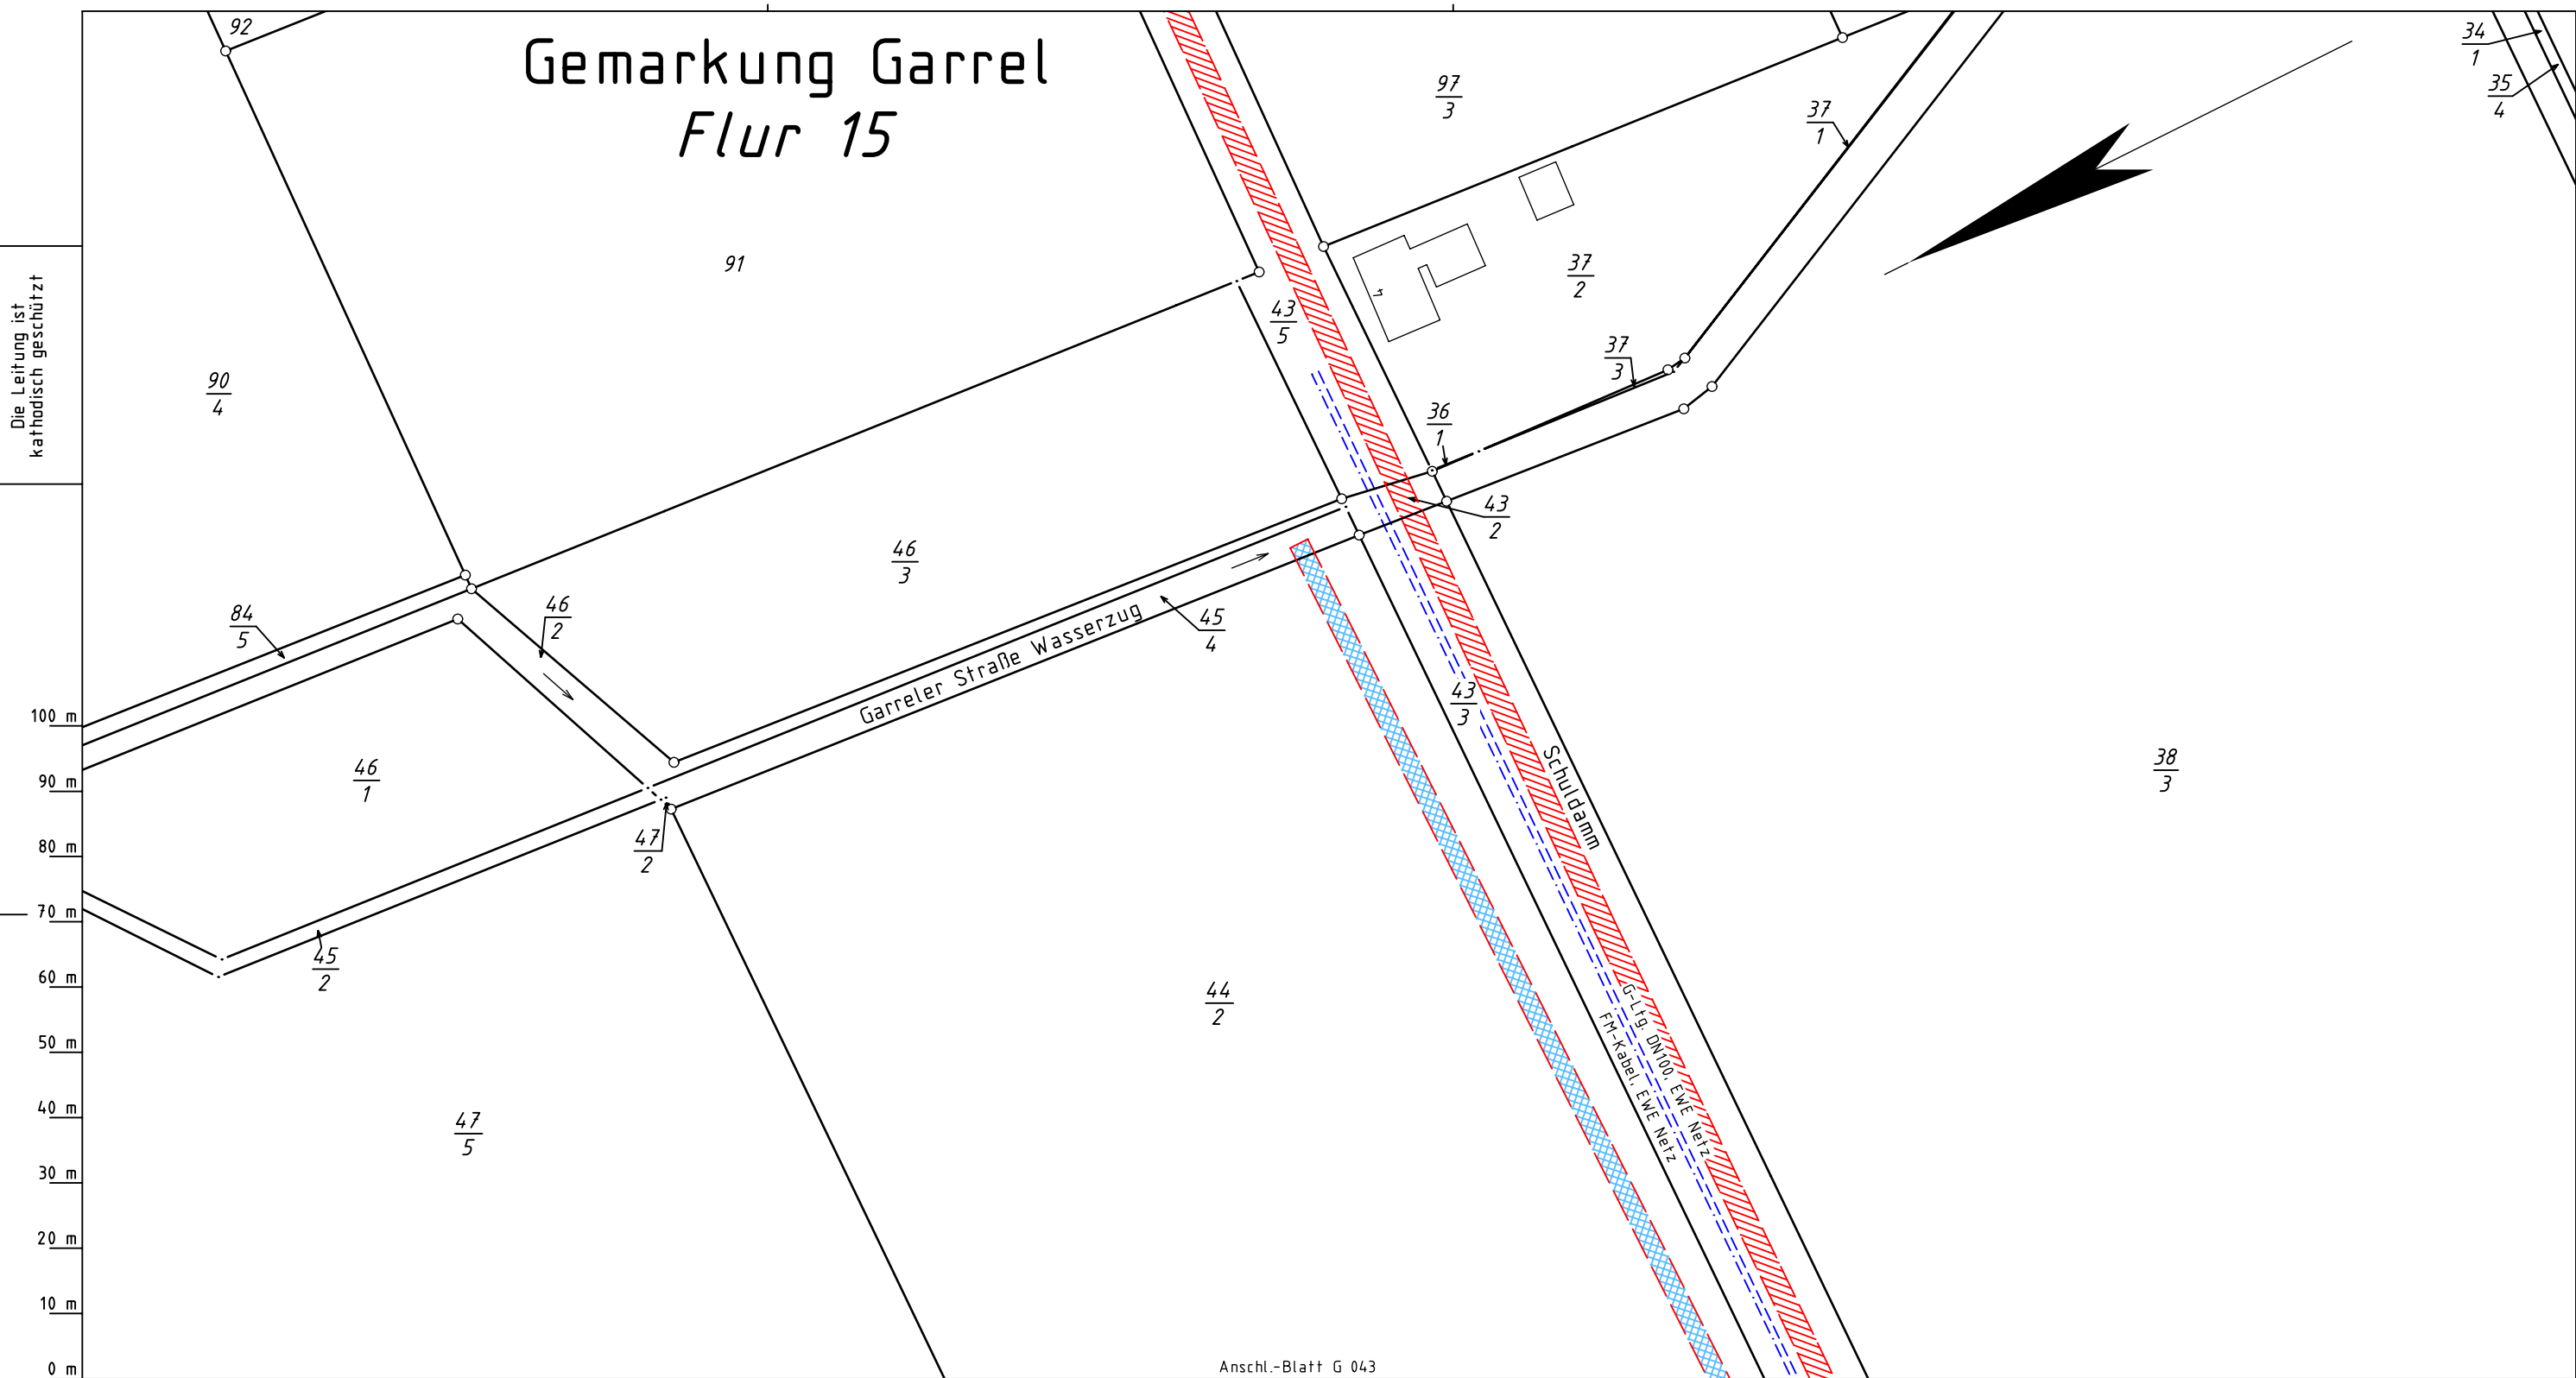 92
Gemarkung Garrel
Flur 15
97
3
37
1
34
1
35
4
91
37
2
43
5
Die Leitung ist
kathodisch geschützt
90
4
37
3
36
1
43
2
46
3
84
5
46
2
45
4
Garreler Straße Wasserzug
43
3
Schuldamm
46
1
47
2
38
3
45
2
44
2
G-Ltg. DN100, EWE Netz
FM-Kabel, EWE Netz
47
5
100 m
90 m
80 m
70 m
60 m
50 m
40 m
30 m
20 m
10 m
0 m
Anschl.-Blatt G 043